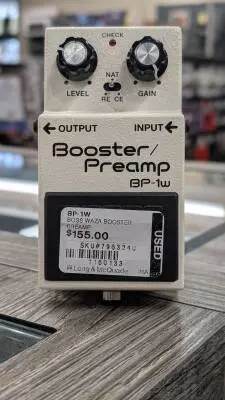 CHECK
NAT
LEVEL
GAIN
RE CE
OUTPUT
INPUT
Booster/
Preamp
BP-1w
BP-1W
BOSS WAZA BOOSTER
PREAMP
$155.00
USED
1160133
Long & McQuade